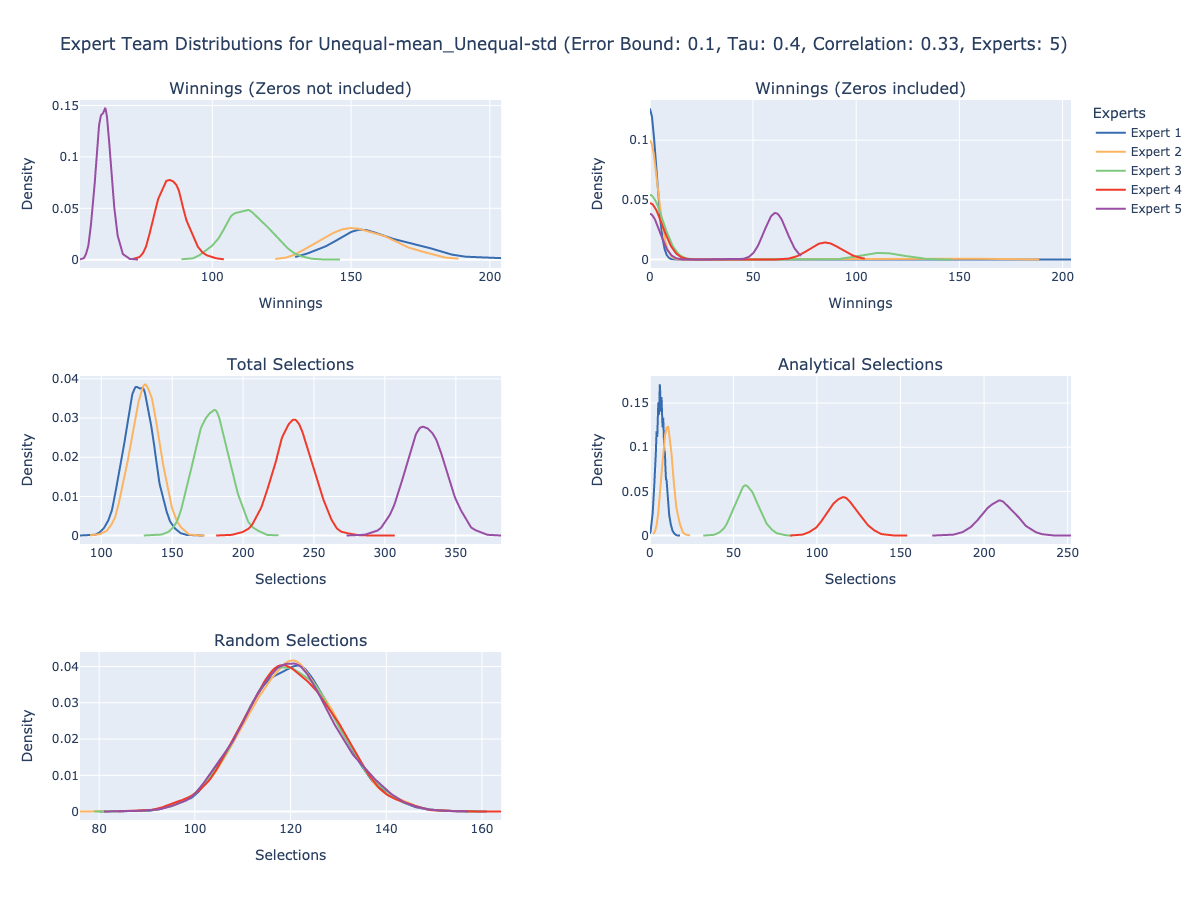 Expert Team Distributions for Unequal-mean_Unequal-std (Error Bound: 0.1, Tau: 0.4, Correlation: 0.33, Experts: 5)
Winnings (Zeros not included)
0.15
0.1
0.05
0
Density
100 150 200
Winnings
Winnings (Zeros included)
0.1
0.05
0
Density
0 50 100 150 200
Winnings
Experts
Expert 1
Expert 2
Expert 3
Expert 4
Expert 5
Total Selections
0.04
0.03
0.02
0.01
0
Density
100 150 200 250 300 350
Selections
Analytical Selections
0.15
0.1
0.05
0
Density
0 50 100 150 200 250
Selections
Random Selections
0.04
0.03
0.02
0.01
0
Density
80 100 120 140 160
Selections